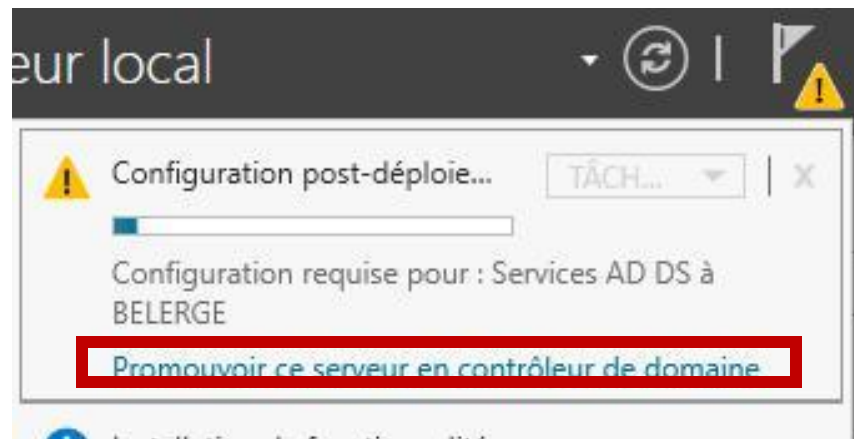 eur local
Configuration post-déploie...
TÂCH...
Configuration requise pour : Services AD DS à
BELERGE
Promouvoir ce serveur en contrôleur de domaine